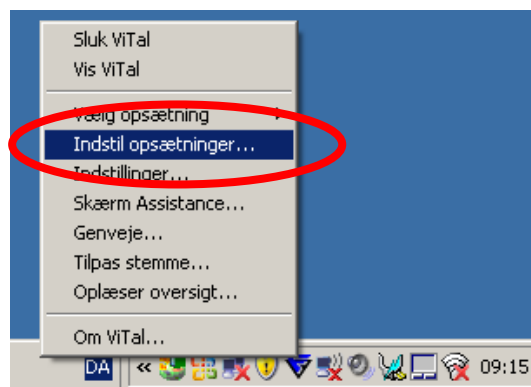 Sluk ViTal
Vis ViTal
Vælg opsætning
Indstil opsætninger...
Indstillinger...
Skærm Assistance...
Genveje...
Tilpas stemme...
Oplæser oversigt...
Om ViTal...
DA « 09:15